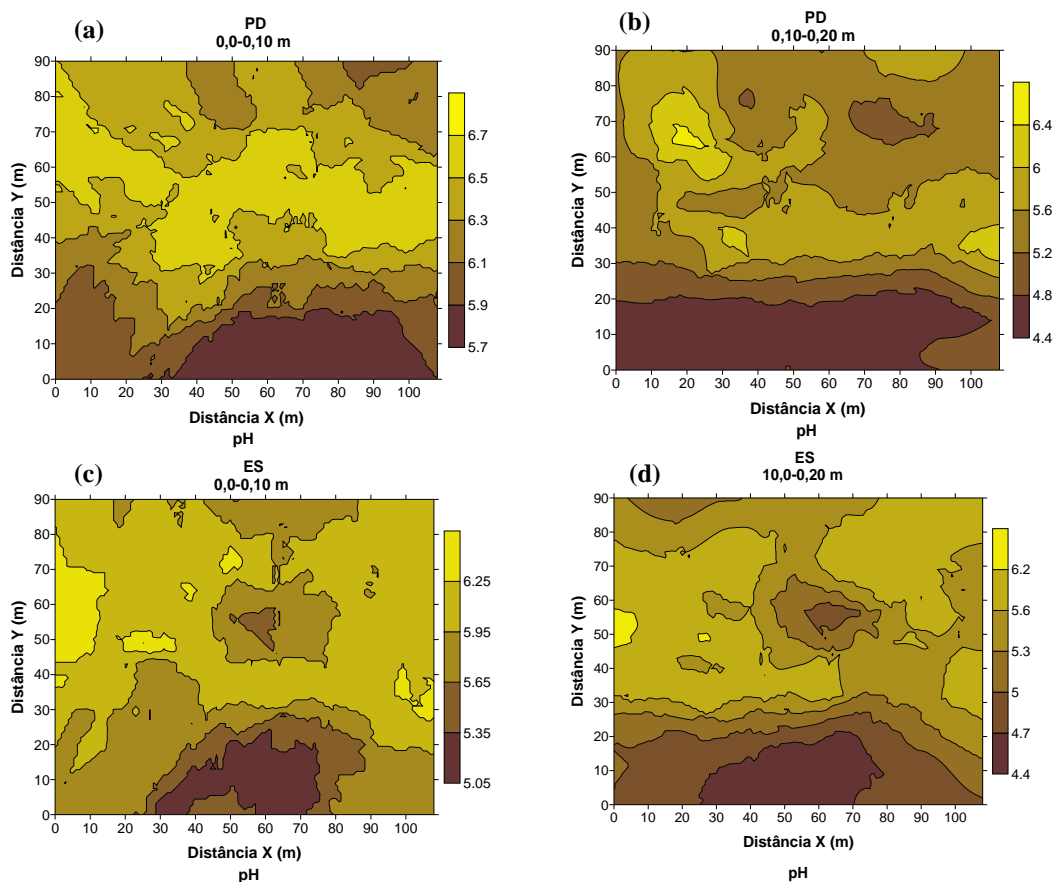 (a)
PD
0,0-0,10 m
90
80
70
60
50
40
30
20
10
0
Distância Y (m)
0 10 20 30 40 50 60 70 80 90 100
Distância X (m)
pH
6.7
6.5
6.3
6.1
5.9
5.7
(b)
PD
0,10-0,20 m
90
80
70
60
50
40
30
20
10
0
Distância Y (m)
0 10 20 30 40 50 60 70 80 90 100
Distância X (m)
pH
6.4
6
5.6
5.2
4.8
4.4
(c)
ES
0,0-0,10 m
90
80
70
60
50
40
30
20
10
0
Distância Y (m)
0 10 20 30 40 50 60 70 80 90 100
Distância X (m)
pH
6.25
5.95
5.65
5.35
5.05
(d)
ES
10,0-0,20 m
90
80
70
60
50
40
30
20
10
0
Distância Y (m)
0 10 20 30 40 50 60 70 80 90 100
Distância X (m)
pH
6.2
5.6
5.3
5
4.7
4.4